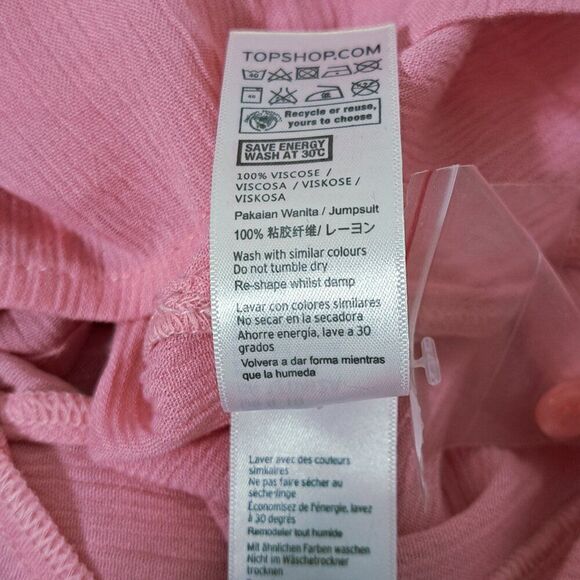 TOPSHOP.COM
40
40
Recycle or reuse,
yours to choose
SAVE ENERGY
WASH AT 30°C
100% VISCOSE /
VISCOSA / VISKOSE /
VISKOSA
Pakaian Wanita / Jumpsuit
100% 粘胶纤维/ レーヨン
Wash with similar colours
Do not tumble dry
Re-shape whilst damp
Lavar con colores similares
No secar en la secadora
Ahorre energía, lave a 30
grados
Volvera a dar forma mientras
que la humeda
Laver avec des couleurs
similaires
Ne pas faire sécher au
sèche-linge
Économisez de l'énergie, lavez
à 30 degrés
Remodeler tout humide
Mit ähnlichen Farben waschen
Nicht im Wäschetrockner
trocknen